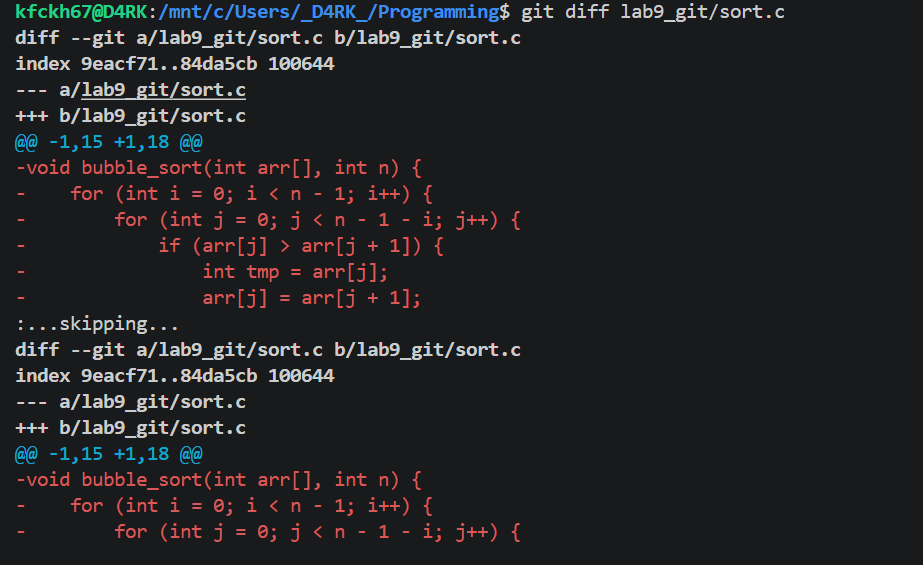 kfckh67@D4RK:/mnt/c/Users/_D4RK_/Programming$ git diff lab9_git/sort.c
diff --git a/lab9_git/sort.c b/lab9_git/sort.c
index 9eacf71..84da5cb 100644
--- a/lab9_git/sort.c
+++ b/lab9_git/sort.c
@@ -1,15 +1,18 @@
-void bubble_sort(int arr[], int n) {
-    for (int i = 0; i < n - 1; i++) {
-        for (int j = 0; j < n - 1 - i; j++) {
-            if (arr[j] > arr[j + 1]) {
-                int tmp = arr[j];
-                arr[j] = arr[j + 1];
:...skipping...
diff --git a/lab9_git/sort.c b/lab9_git/sort.c
index 9eacf71..84da5cb 100644
--- a/lab9_git/sort.c
+++ b/lab9_git/sort.c
@@ -1,15 +1,18 @@
-void bubble_sort(int arr[], int n) {
-    for (int i = 0; i < n - 1; i++) {
-        for (int j = 0; j < n - 1 - i; j++) {